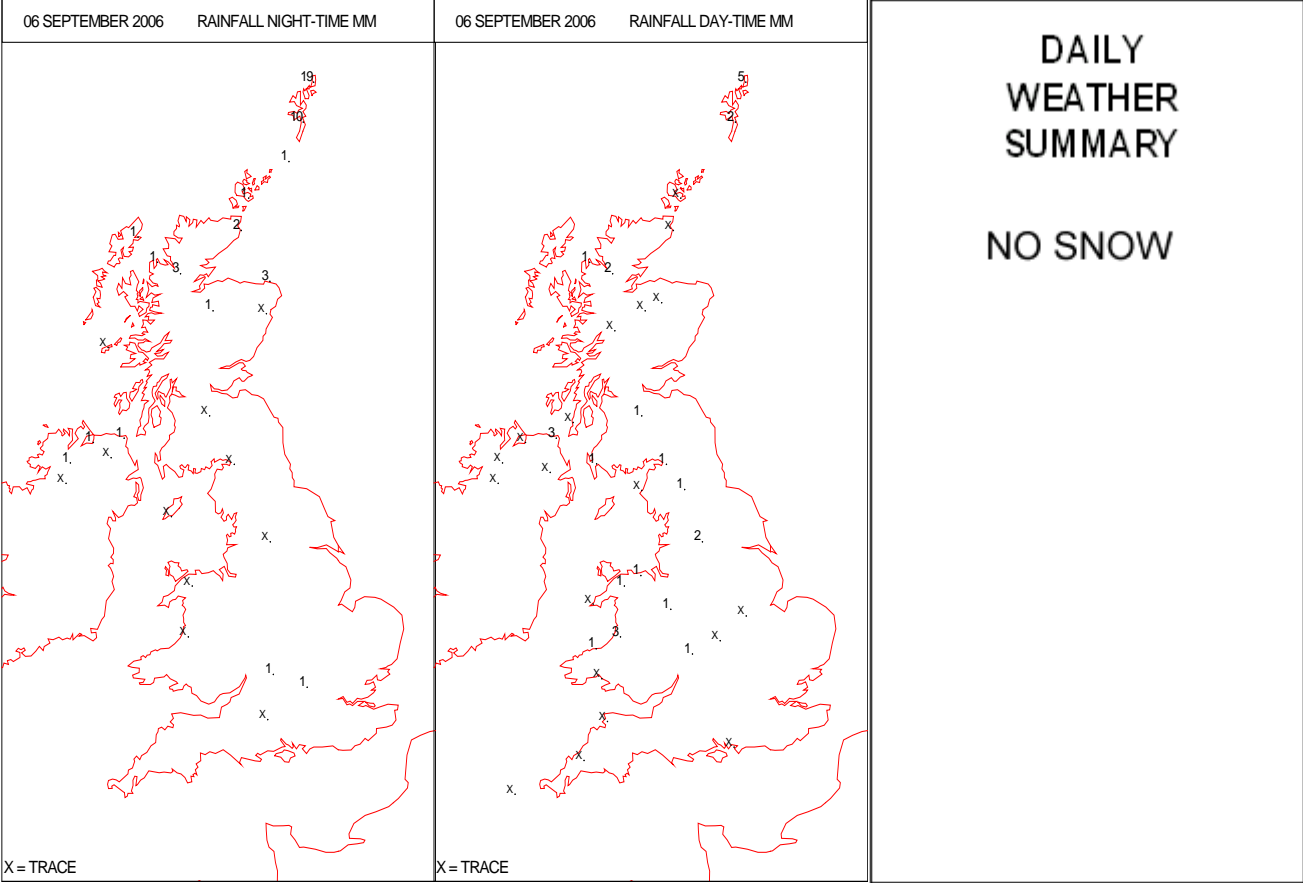 06 SEPTEMBER 2006 RAINFALL NIGHT-TIME MM
19
10
1
1
2
1
1
3
3
1
X
X
X
1
1
X
1
X
X
X
X
X
X
1
1
X
X = TRACE
06 SEPTEMBER 2006 RAINFALL DAY-TIME MM
5
2
X
X
1
2
X
X
X
1
X
3
X
X
1
1
X
X
X
1
2
1
1
X
1
X
3
X
1
1
X
X
X
X
X
X = TRACE
DAILY
WEATHER
SUMMARY
NO SNOW